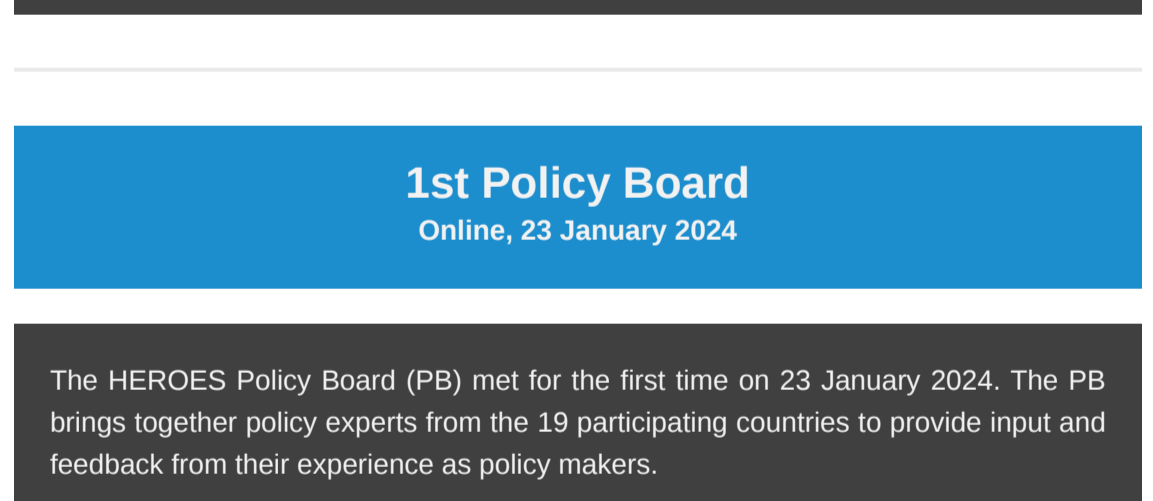 1st Policy Board
Online, 23 January 2024
The HEROES Policy Board (PB) met for the first time on 23 January 2024. The PB
brings together policy experts from the 19 participating countries to provide input and
feedback from their experience as policy makers.